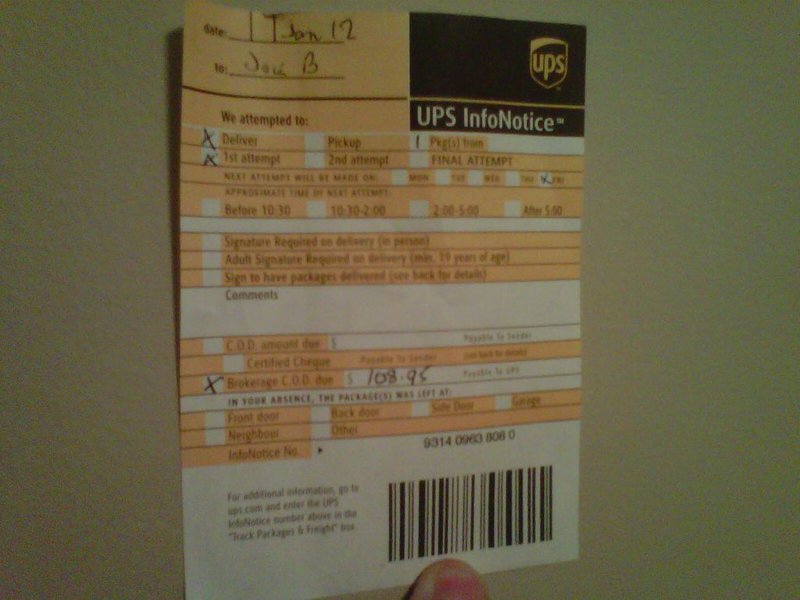 date: 17 Jan 12
to: Jock B
ups
UPS InfoNotice™
We attempted to:
X Deliver Pickup 1 Pkg(s) from
X 1st attempt 2nd attempt FINAL ATTEMPT
NEXT ATTEMPT WILL BE MADE ON: MON TUE WED THU X FRI
APPROXIMATE TIME OF NEXT ATTEMPT:
Before 10:30 10:30-2:00 2:00-5:00 After 5:00
Signature Required on delivery (in person)
Adult Signature Required on delivery (min. 19 years of age)
Sign to have packages delivered (see back for details)
Comments
C.O.D. amount due $ Payable To Sender
Certified Cheque Payable To Sender (see back for details)
X Brokerage C.O.D. due $ 108.95 Payable To UPS
IN YOUR ABSENCE, THE PACKAGE(S) WAS LEFT AT:
Front door Back door Side Door Garage
Neighbour Other
InfoNotice No. 9314 0963 808 0
For additional information, go to
ups.com and enter the UPS
InfoNotice number above in the
"Track Packages & Freight" box.